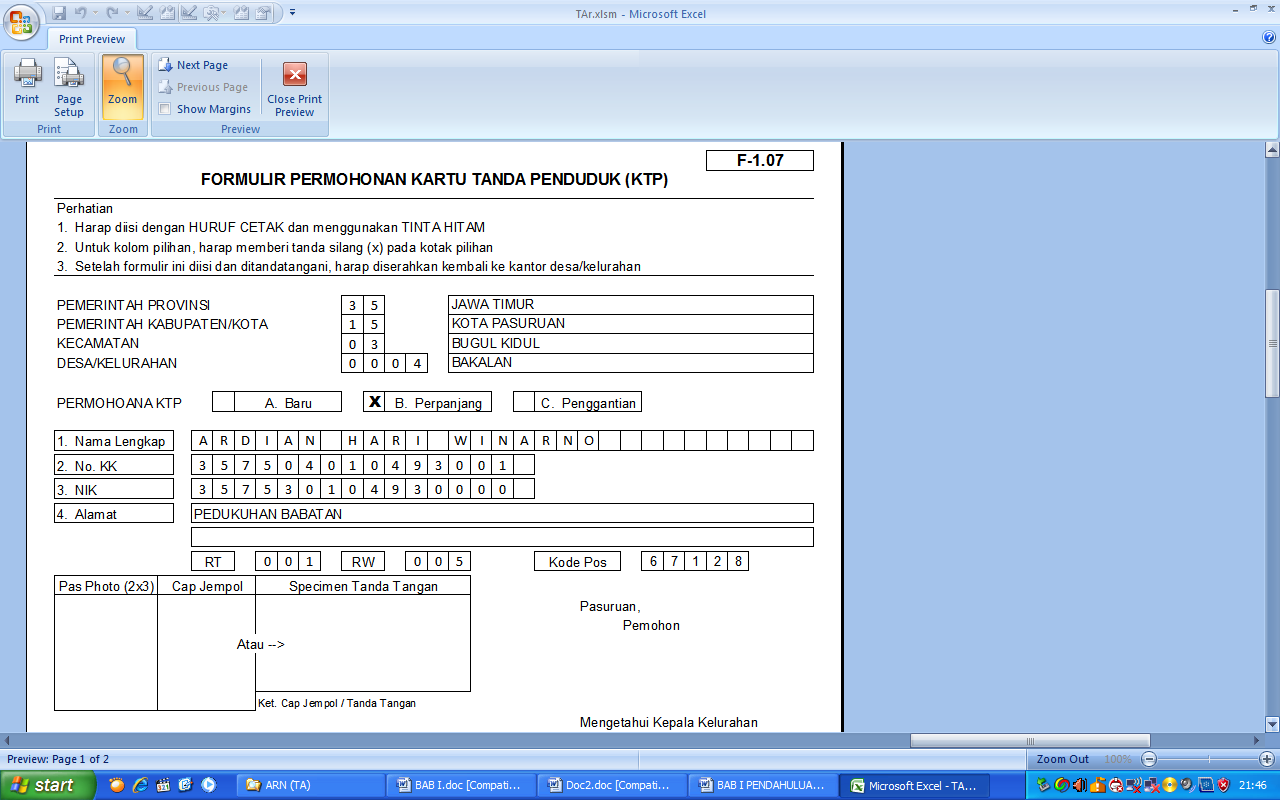 TAr.xlsm - Microsoft Excel
Print Preview
Print
Page Setup
Zoom
Next Page
Previous Page
Show Margins
Close Print Preview
Print
Zoom
Preview
F-1.07
FORMULIR PERMOHONAN KARTU TANDA PENDUDUK (KTP)
Perhatian
1. Harap diisi dengan HURUF CETAK dan menggunakan TINTA HITAM
2. Untuk kolom pilihan, harap memberi tanda silang (x) pada kotak pilihan
3. Setelah formulir ini diisi dan ditandatangani, harap diserahkan kembali ke kantor desa/kelurahan
PEMERINTAH PROVINSI 3 5 JAWA TIMUR
PEMERINTAH KABUPATEN/KOTA 1 5 KOTA PASURUAN
KECAMATAN 0 3 BUGUL KIDUL
DESA/KELURAHAN 0 0 0 4 BAKALAN
PERMOHOANA KTP A. Baru X B. Perpanjang C. Penggantian
1. Nama Lengkap A R D I A N H A R I W I N A R N O
2. No. KK 3 5 7 5 0 4 0 1 0 4 9 3 0 0 1
3. NIK 3 5 7 5 3 0 1 0 4 9 3 0 0 0 0
4. Alamat PEDUKUHAN BABATAN
RT 0 0 1 RW 0 0 5 Kode Pos 6 7 1 2 8
Pas Photo (2x3) Cap Jempol Specimen Tanda Tangan
Pasuruan,
Pemohon
Atau -->
Ket. Cap Jempol / Tanda Tangan
Mengetahui Kepala Kelurahan
Preview: Page 1 of 2
Zoom Out 100%
start
ARN (TA)
BAB I.doc [Compati...
Doc2.doc [Compati...
BAB I PENDAHULUA...
Microsoft Excel - TA...
21:46